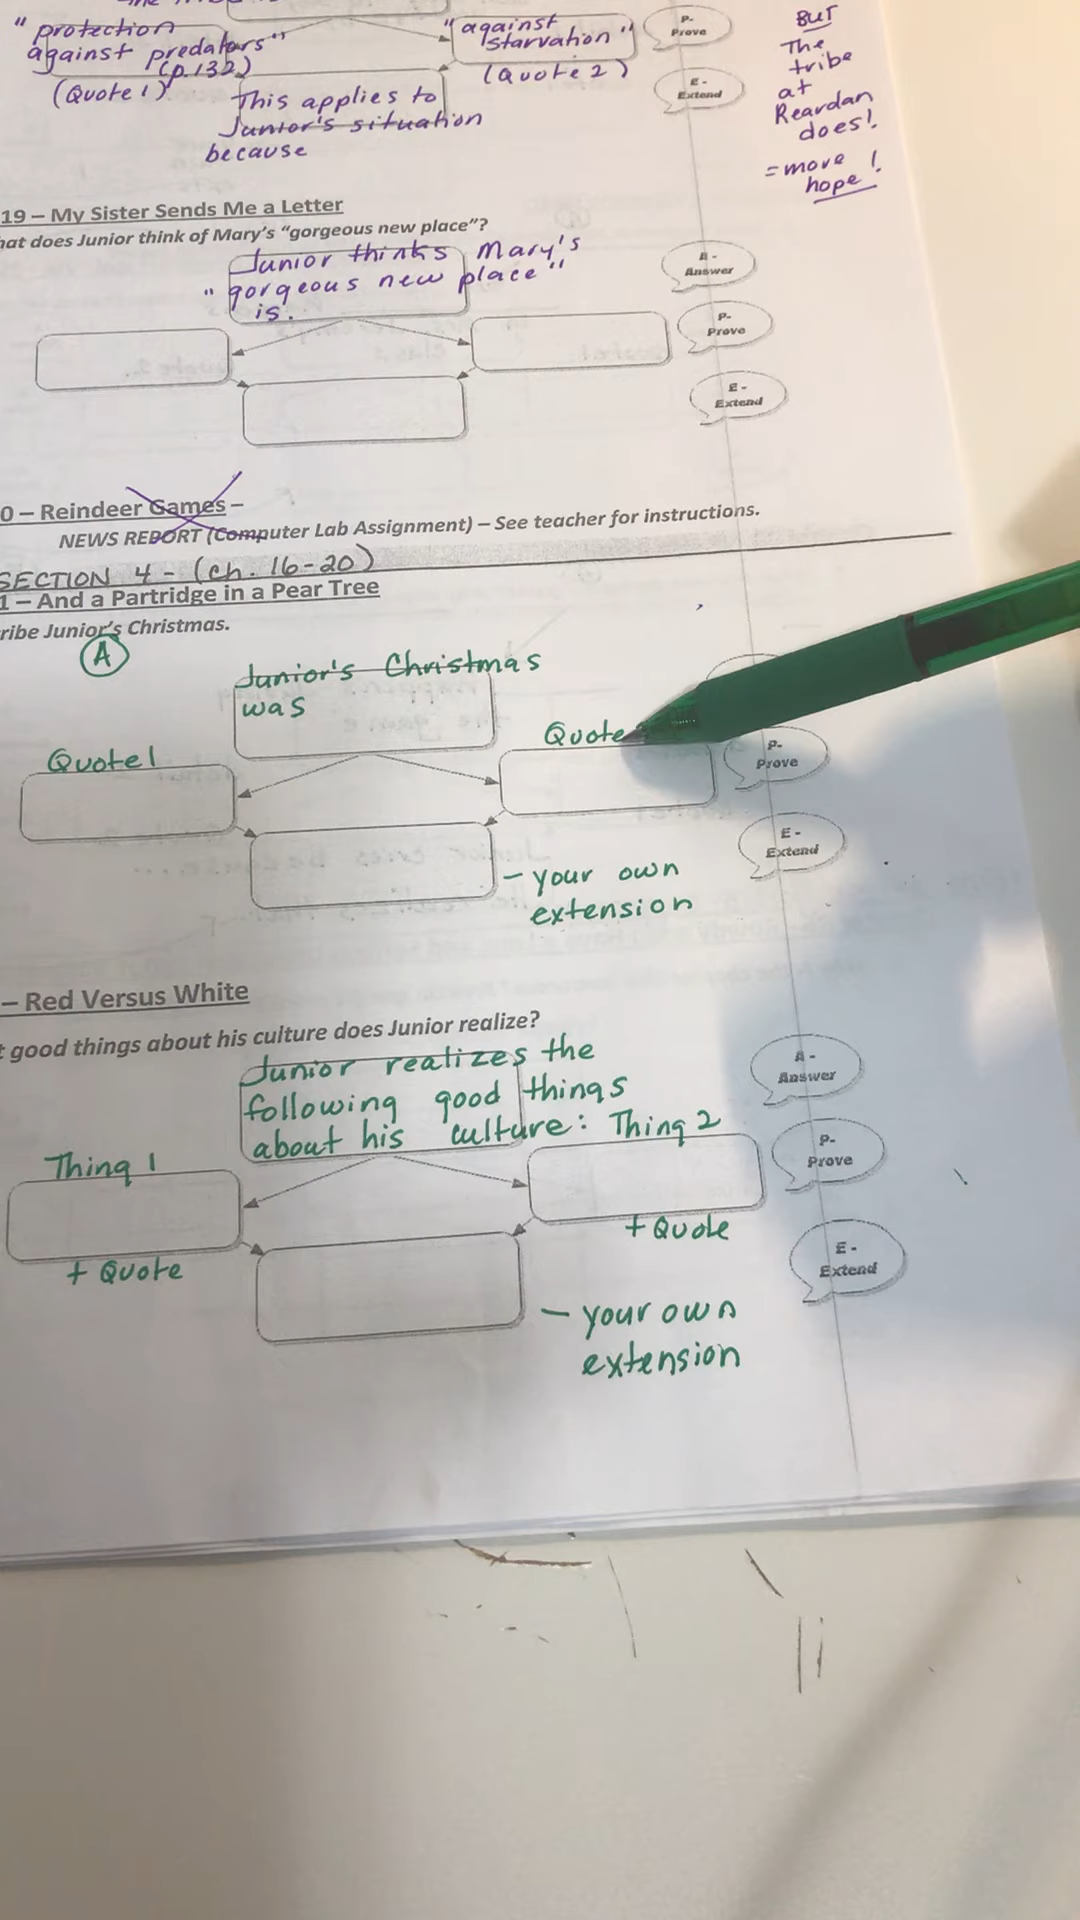 "protection
against predators"
(p.132)
(Quote 1)
"against
starvation"
(Quote 2)
This applies to
Junior's situation
because
P-
Prove
E-
Extend
BUT
The
tribe
at
Reardan
does!
= more
hope!
19 – My Sister Sends Me a Letter
hat does Junior think of Mary's "gorgeous new place"?
Junior thinks Mary's
"gorgeous new place"
is.
A-
Answer
P-
Prove
E-
Extend
0 – Reindeer Games –
NEWS REPORT (Computer Lab Assignment) – See teacher for instructions.
SECTION 4 - (Ch. 16-20)
1 – And a Partridge in a Pear Tree
ribe Junior's Christmas.
A
Junior's Christmas
was
Quote 1
Quote
P-
Prove
E-
Extend
- your own
extension
– Red Versus White
t good things about his culture does Junior realize?
Junior realizes the
following good things
about his culture: Thing 2
Thing 1
+ Quote
+ Quote
A-
Answer
P-
Prove
E-
Extend
- your own
extension